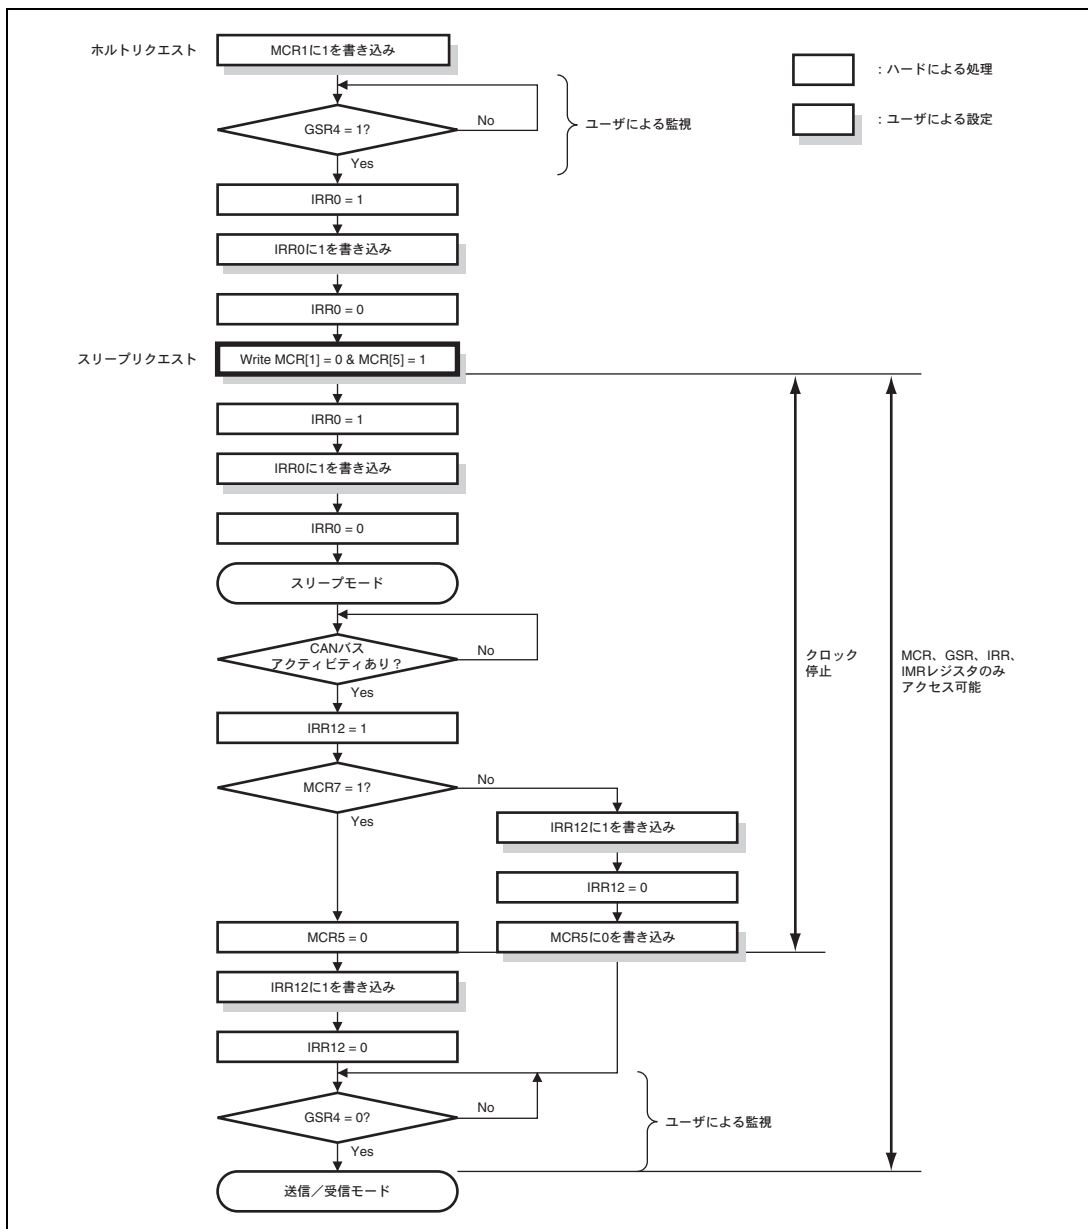 ホルトリクエスト
MCR1に1を書き込み
：ハードによる処理
：ユーザによる設定
GSR4 = 1?
No
Yes
ユーザによる監視
IRR0 = 1
IRR0に1を書き込み
IRR0 = 0
スリープリクエスト
Write MCR[1] = 0 & MCR[5] = 1
IRR0 = 1
IRR0に1を書き込み
IRR0 = 0
スリープモード
CANバス
アクティビティあり？
No
Yes
クロック
停止
MCR、GSR、IRR、
IMRレジスタのみ
アクセス可能
IRR12 = 1
MCR7 = 1?
No
Yes
IRR12に1を書き込み
IRR12 = 0
MCR5 = 0
MCR5に0を書き込み
IRR12に1を書き込み
IRR12 = 0
GSR4 = 0?
No
Yes
ユーザによる監視
送信／受信モード